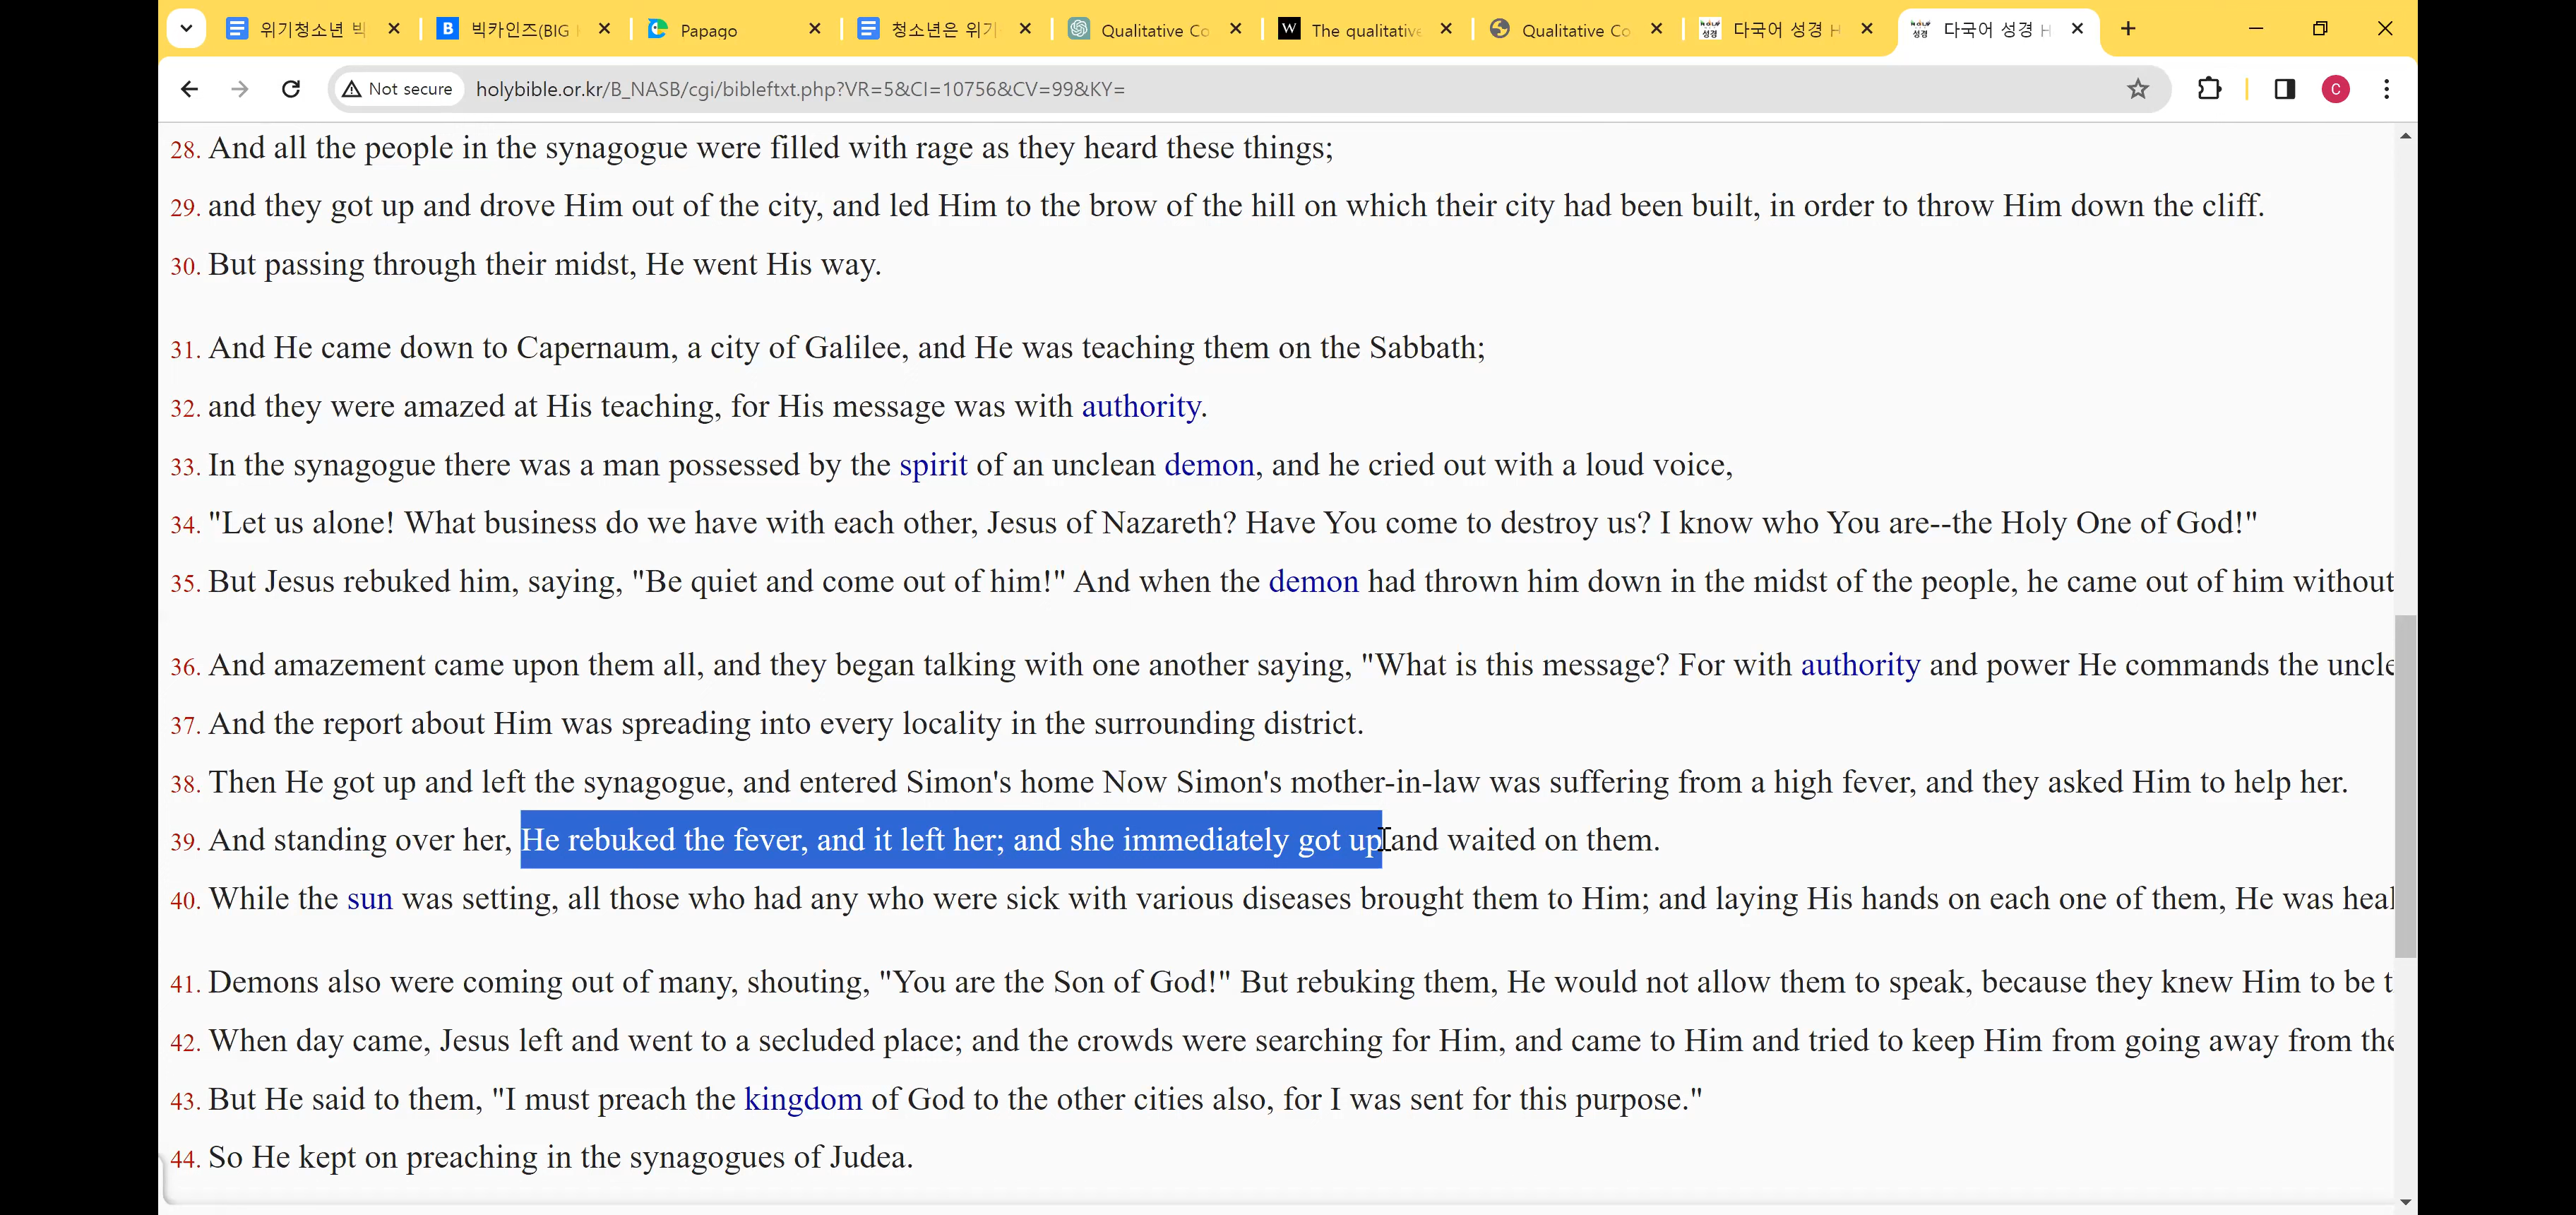 위기청소년 빅
빅카인즈(BIG
Papago
청소년은 위기
Qualitative Co
The qualitative
Qualitative Co
다국어 성경 H
다국어 성경 H
Not secure
holybible.or.kr/B_NASB/cgi/bibleftxt.php?VR=5&CI=10756&CV=99&KY=
C
28. And all the people in the synagogue were filled with rage as they heard these things;
29. and they got up and drove Him out of the city, and led Him to the brow of the hill on which their city had been built, in order to throw Him down the cliff.
30. But passing through their midst, He went His way.
31. And He came down to Capernaum, a city of Galilee, and He was teaching them on the Sabbath;
32. and they were amazed at His teaching, for His message was with authority.
33. In the synagogue there was a man possessed by the spirit of an unclean demon, and he cried out with a loud voice,
34. "Let us alone! What business do we have with each other, Jesus of Nazareth? Have You come to destroy us? I know who You are--the Holy One of God!"
35. But Jesus rebuked him, saying, "Be quiet and come out of him!" And when the demon had thrown him down in the midst of the people, he came out of him without
36. And amazement came upon them all, and they began talking with one another saying, "What is this message? For with authority and power He commands the uncle
37. And the report about Him was spreading into every locality in the surrounding district.
38. Then He got up and left the synagogue, and entered Simon's home Now Simon's mother-in-law was suffering from a high fever, and they asked Him to help her.
39. And standing over her, He rebuked the fever, and it left her; and she immediately got up and waited on them.
40. While the sun was setting, all those who had any who were sick with various diseases brought them to Him; and laying His hands on each one of them, He was heal
41. Demons also were coming out of many, shouting, "You are the Son of God!" But rebuking them, He would not allow them to speak, because they knew Him to be t
42. When day came, Jesus left and went to a secluded place; and the crowds were searching for Him, and came to Him and tried to keep Him from going away from the
43. But He said to them, "I must preach the kingdom of God to the other cities also, for I was sent for this purpose."
44. So He kept on preaching in the synagogues of Judea.